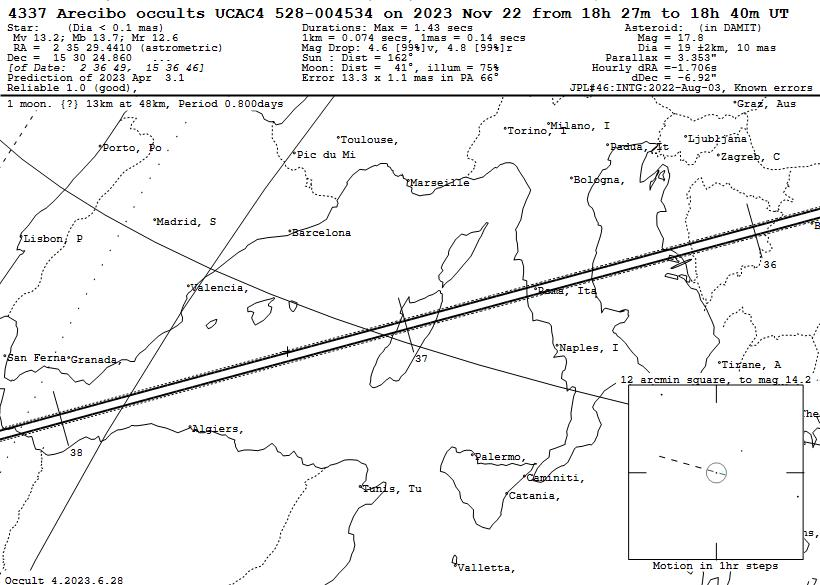 4337 Arecibo occults UCAC4 528-004534 on 2023 Nov 22 from 18h 27m to 18h 40m UT
Star: (Dia < 0.1 mas)
Mv 13.2; Mb 13.7; Mr 12.6
RA = 2 35 29.4410 (astrometric)
Dec = 15 30 24.860 ...
[of Date: 2 36 49, 15 36 46]
Prediction of 2023 Apr 3.1
Reliable 1.0 (good),
Durations: Max = 1.43 secs
1km = 0.074 secs, 1mas = 0.14 secs
Mag Drop: 4.6 [99%]v, 4.8 [99%]r
Sun : Dist = 162°
Moon: Dist = 41°, illum = 75%
Error 13.3 x 1.1 mas in PA 66°
Asteroid: (in DAMIT)
Mag = 17.8
Dia = 19 ±2km, 10 mas
Parallax = 3.353"
Hourly dRA =-1.706s
dDec = -6.92"
JPL#46:INTG:2022-Aug-03, Known errors
1 moon. {?} 13km at 48km, Period 0.800days
Graz, Aus
Torino, I
Milano, I
Toulouse,
Ljubljana
Porto, Po
Padua, It
Pic du Mi
Zagreb, C
Bologna,
Marseille
Madrid, S
Barcelona
Lisbon, P
B
36
Valencia,
Roma, Ita
Naples, I
San Ferna
Granada,
37
Tirane, A
12 arcmin square, to mag 14.2
The
Algiers,
38
Palermo,
Caminiti,
Tunis, Tu
Catania,
ns,
Valletta,
Motion in 1hr steps
Occult 4.2023.6.28